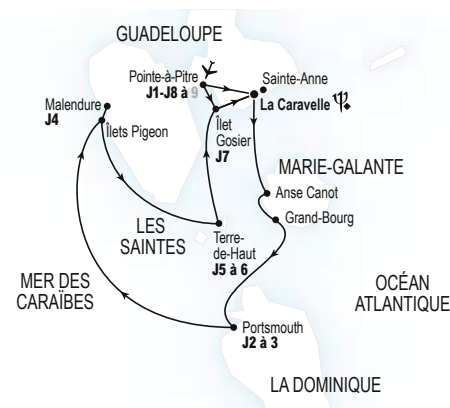 GUADELOUPE
Pointe-à-Pitre
J1-J8 à 9
Sainte-Anne
La Caravelle
Malendure
J4
Îlets Pigeon
Îlet
Gosier
J7
MARIE-GALANTE
Anse Canot
Grand-Bourg
LES
SAINTES
Terre-
de-Haut
J5 à 6
MER DES
CARAÏBES
OCÉAN
ATLANTIQUE
Portsmouth
J2 à 3
LA DOMINIQUE